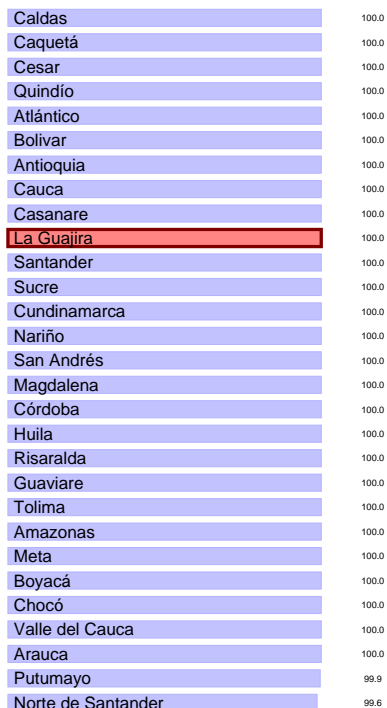 Caldas 100.0
Caquetá 100.0
Cesar 100.0
Quindío 100.0
Atlántico 100.0
Bolivar 100.0
Antioquia 100.0
Cauca 100.0
Casanare 100.0
La Guajira 100.0
Santander 100.0
Sucre 100.0
Cundinamarca 100.0
Nariño 100.0
San Andrés 100.0
Magdalena 100.0
Córdoba 100.0
Huila 100.0
Risaralda 100.0
Guaviare 100.0
Tolima 100.0
Amazonas 100.0
Meta 100.0
Boyacá 100.0
Chocó 100.0
Valle del Cauca 100.0
Arauca 100.0
Putumayo 99.9
Norte de Santander 99.6